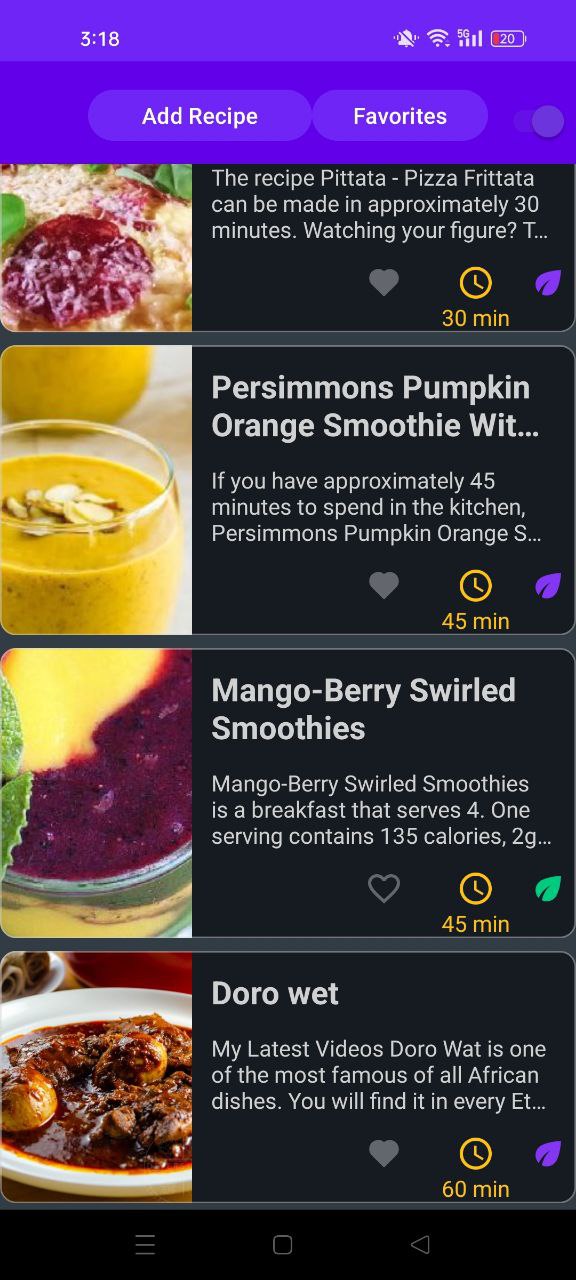 3:18
5G
20
Add Recipe
Favorites
The recipe Pittata - Pizza Frittata
can be made in approximately 30
minutes. Watching your figure? T...
30 min
Persimmons Pumpkin
Orange Smoothie Wit...
If you have approximately 45
minutes to spend in the kitchen,
Persimmons Pumpkin Orange S...
45 min
Mango-Berry Swirled
Smoothies
Mango-Berry Swirled Smoothies
is a breakfast that serves 4. One
serving contains 135 calories, 2g...
45 min
Doro wet
My Latest Videos Doro Wat is one
of the most famous of all African
dishes. You will find it in every Et...
60 min